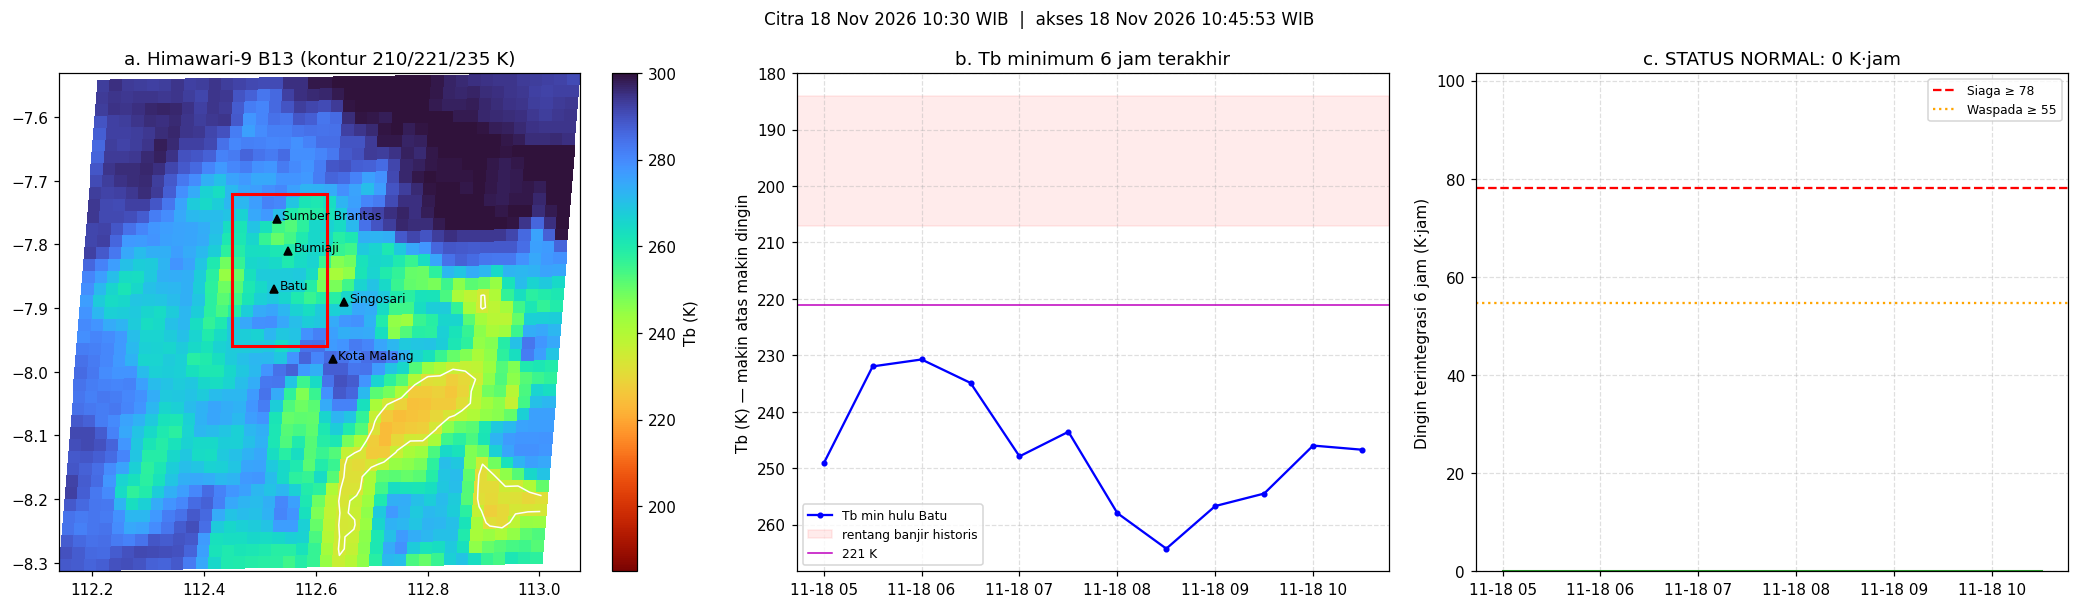 Citra 18 Nov 2026 10:30 WIB | akses 18 Nov 2026 10:45:53 WIB
a. Himawari-9 B13 (kontur 210/221/235 K)
−7.6
−7.7
−7.8
−7.9
−8.0
−8.1
−8.2
−8.3
112.2
112.4
112.6
112.8
113.0
Sumber Brantas
Bumiaji
Batu
Singosari
Kota Malang
300
280
260
240
220
200
Tb (K)
b. Tb minimum 6 jam terakhir
Tb (K) — makin atas makin dingin
180
190
200
210
220
230
240
250
260
Tb min hulu Batu
rentang banjir historis
221 K
11-18 05
11-18 06
11-18 07
11-18 08
11-18 09
11-18 10
c. STATUS NORMAL: 0 K·jam
Dingin terintegrasi 6 jam (K·jam)
100
80
60
40
20
0
Siaga ≥ 78
Waspada ≥ 55
11-18 05
11-18 06
11-18 07
11-18 08
11-18 09
11-18 10